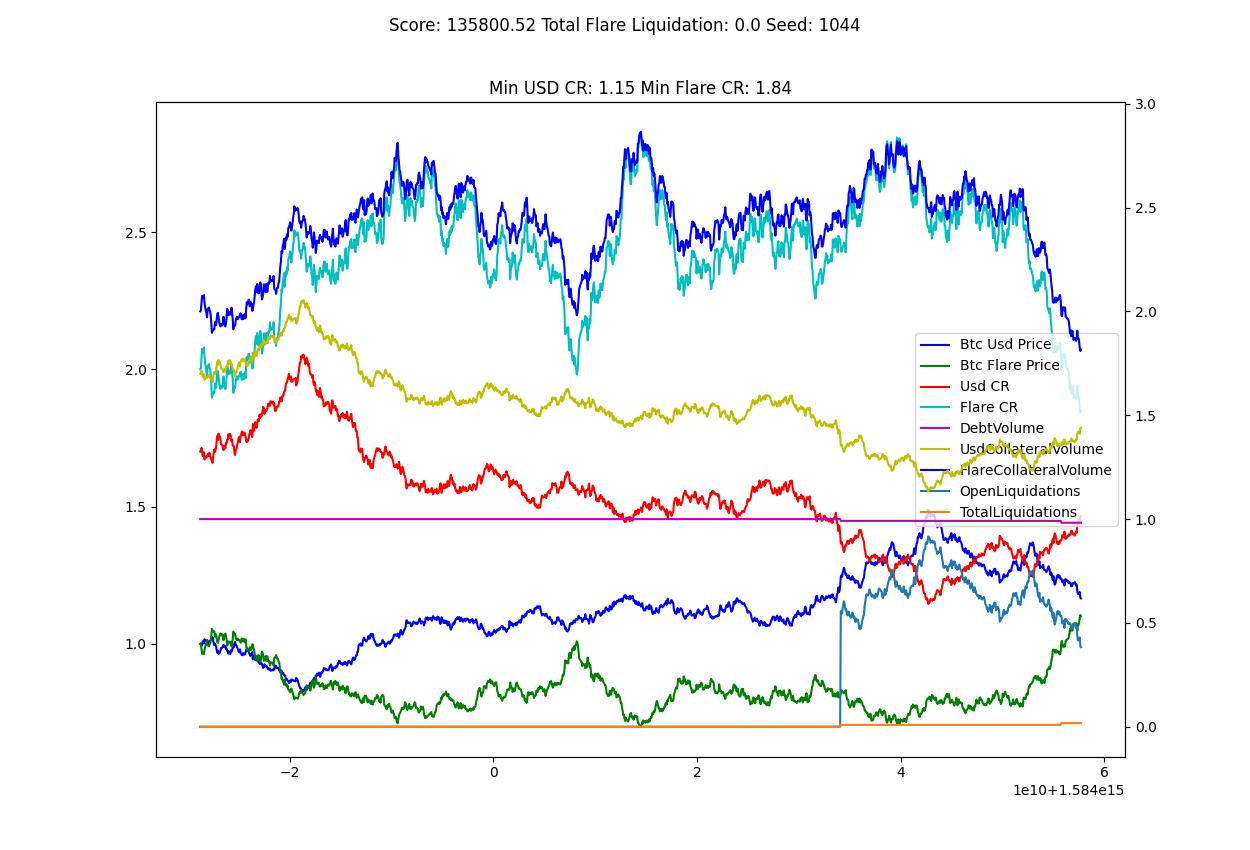 Score: 135800.52 Total Flare Liquidation: 0.0 Seed: 1044
Min USD CR: 1.15 Min Flare CR: 1.84
3.0
2.5
2.5
2.0
2.0
1.5
1.5
1.0
1.0
0.5
0.0
Btc Usd Price
Btc Flare Price
Usd CR
Flare CR
DebtVolume
UsdCollateralVolume
FlareCollateralVolume
OpenLiquidations
TotalLiquidations
−2 0 2 4 6
1e10+1.584e15